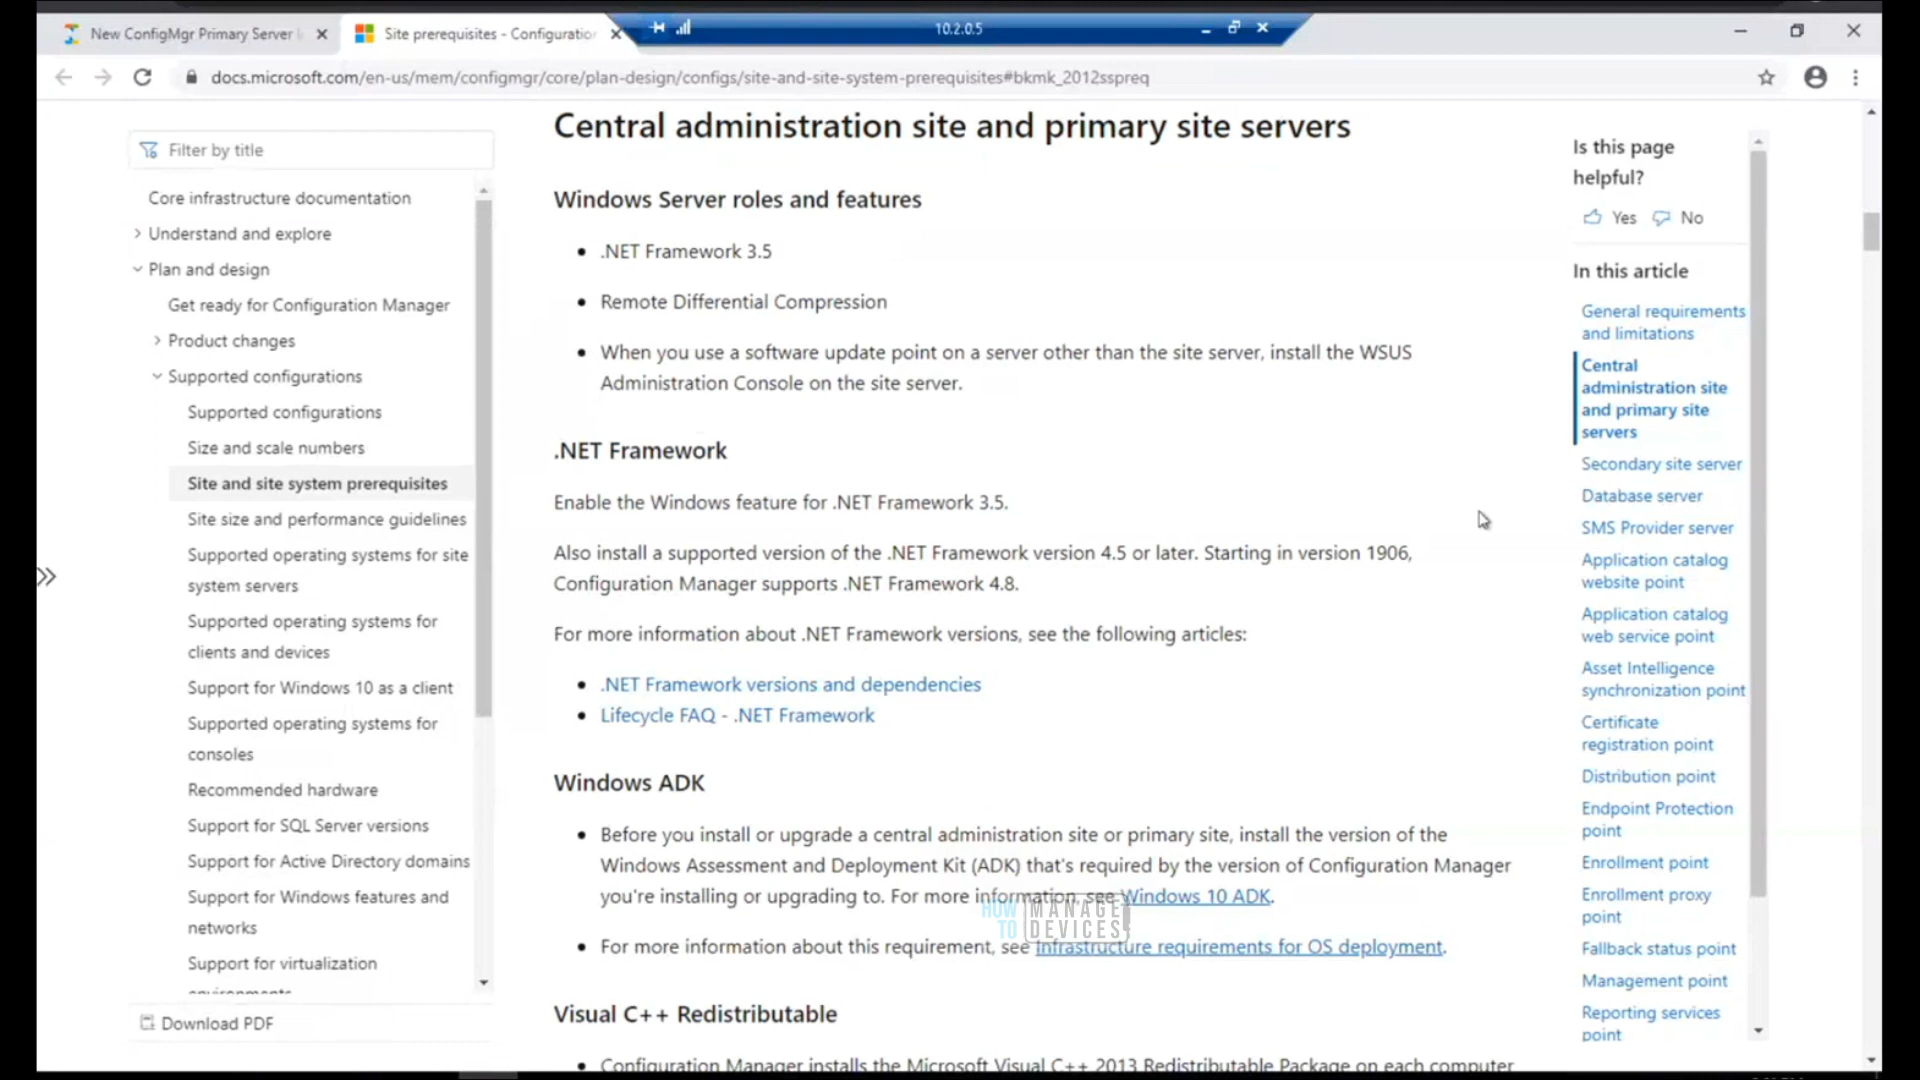 New ConfigMgr Primary Server
Site prerequisites - Configuration
10.2.0.5
docs.microsoft.com/en-us/mem/configmgr/core/plan-design/configs/site-and-site-system-prerequisites#bkmk_2012sspreq
Filter by title
Core infrastructure documentation
Understand and explore
Plan and design
Get ready for Configuration Manager
Product changes
Supported configurations
Supported configurations
Size and scale numbers
Site and site system prerequisites
Site size and performance guidelines
Supported operating systems for site
system servers
Supported operating systems for
clients and devices
Support for Windows 10 as a client
Supported operating systems for
consoles
Recommended hardware
Support for SQL Server versions
Support for Active Directory domains
Support for Windows features and
networks
Support for virtualization
environments
Download PDF
Central administration site and primary site servers
Windows Server roles and features
.NET Framework 3.5
Remote Differential Compression
When you use a software update point on a server other than the site server, install the WSUS
Administration Console on the site server.
.NET Framework
Enable the Windows feature for .NET Framework 3.5.
Also install a supported version of the .NET Framework version 4.5 or later. Starting in version 1906,
Configuration Manager supports .NET Framework 4.8.
For more information about .NET Framework versions, see the following articles:
.NET Framework versions and dependencies
Lifecycle FAQ - .NET Framework
Windows ADK
Before you install or upgrade a central administration site or primary site, install the version of the
Windows Assessment and Deployment Kit (ADK) that's required by the version of Configuration Manager
you're installing or upgrading to. For more information, see Windows 10 ADK.
For more information about this requirement, see Infrastructure requirements for OS deployment.
HOW TO MANAGE DEVICES
Visual C++ Redistributable
Configuration Manager installs the Microsoft Visual C++ 2013 Redistributable Package on each computer
Is this page
helpful?
Yes No
In this article
General requirements
and limitations
Central
administration site
and primary site
servers
Secondary site server
Database server
SMS Provider server
Application catalog
website point
Application catalog
web service point
Asset Intelligence
synchronization point
Certificate
registration point
Distribution point
Endpoint Protection
point
Enrollment point
Enrollment proxy
point
Fallback status point
Management point
Reporting services
point